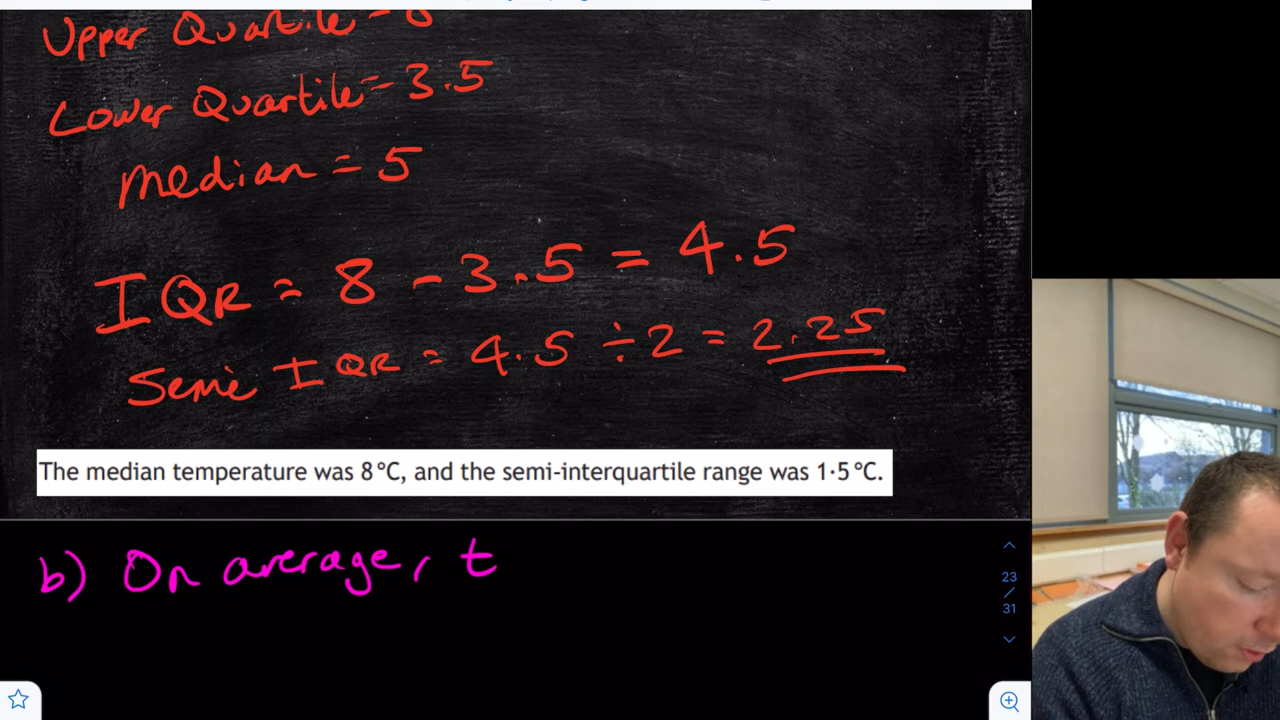 Upper Quartile = 8
Lower Quartile = 3.5
Median = 5
IQR = 8 - 3.5 = 4.5
Semi IQR = 4.5 ÷ 2 = 2.25
The median temperature was 8°C, and the semi-interquartile range was 1·5°C.
b) On average, t
23
/
31